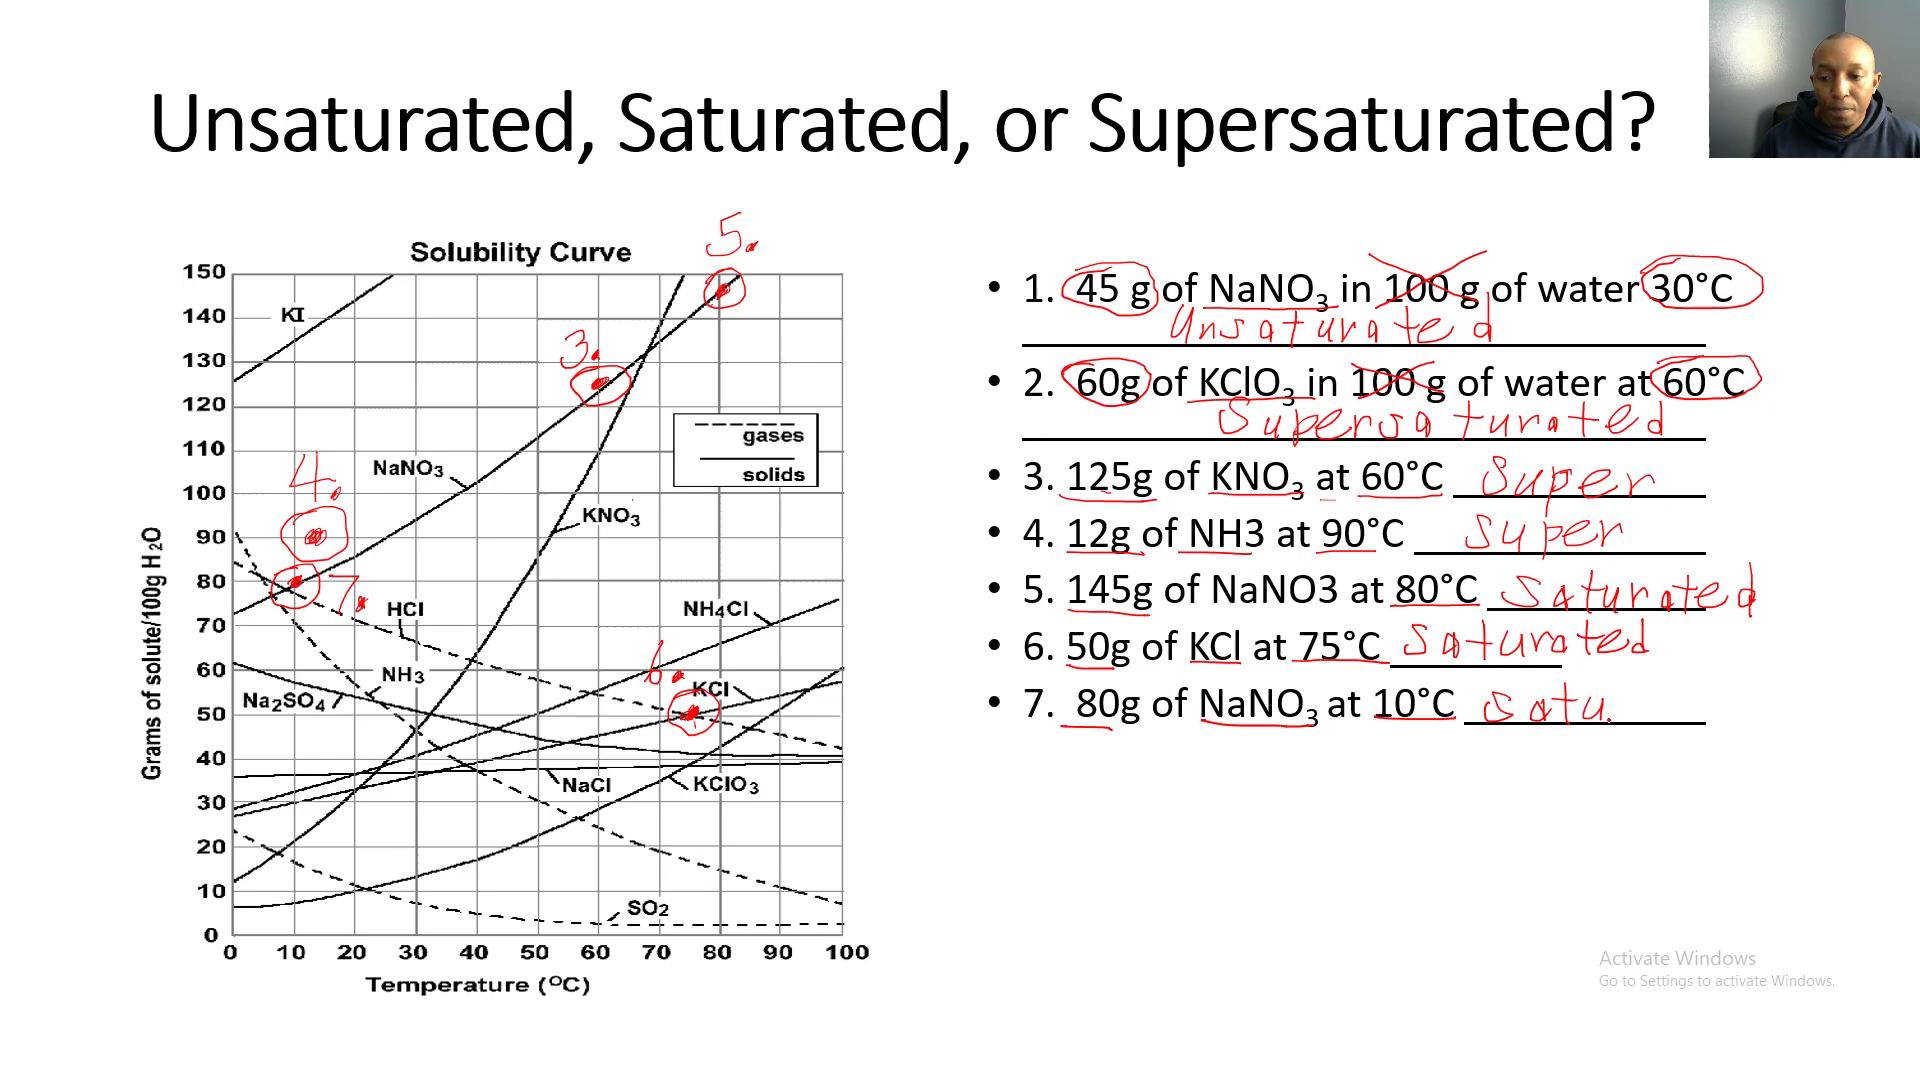 Unsaturated, Saturated, or Supersaturated?
5.
Solubility Curve
150
140
130
120
110
100
90
80
70
60
50
40
30
20
10
0
Grams of solute/100g H₂O
KI
3.
gases
solids
NaNO₃
4.
KNO₃
7.
HCl
NH₄Cl
NH₃
6.
KCl
Na₂SO₄
NaCl
KClO₃
SO₂
0 10 20 30 40 50 60 70 80 90 100
Temperature (°C)
• 1. 45 g of NaNO₃ in 100 g of water 30°C
Unsaturated
• 2. 60g of KClO₃ in 100 g of water at 60°C
Supersaturated
• 3. 125g of KNO₃ at 60°C Super
• 4. 12g of NH3 at 90°C super
• 5. 145g of NaNO3 at 80°C saturated
• 6. 50g of KCl at 75°C saturated
• 7. 80g of NaNO₃ at 10°C satu.
Activate Windows
Go to Settings to activate Windows.